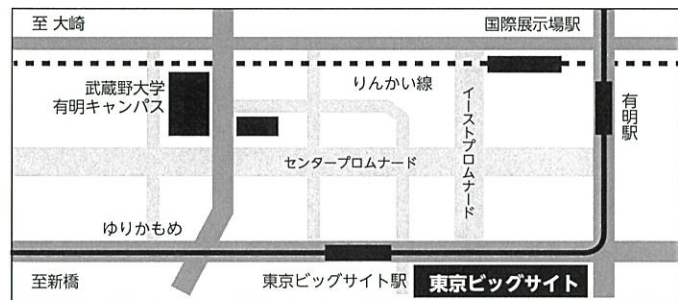 至 大崎
国際展示場駅
武蔵野大学
有明キャンパス
りんかい線
イーストプロムナード
有明駅
センタープロムナード
ゆりかもめ
至新橋
東京ビッグサイト駅
東京ビッグサイト